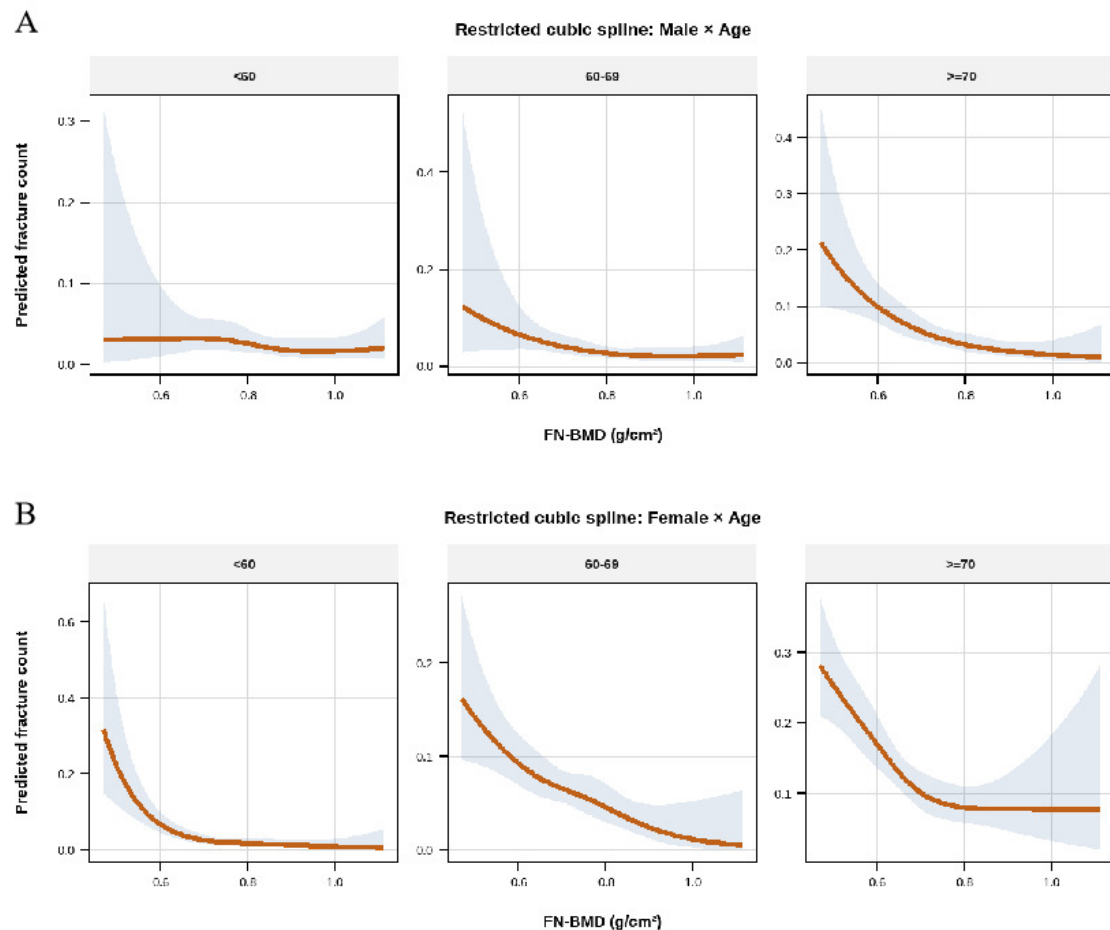 A
Restricted cubic spline: Male × Age
<60
60-69
>=70
Predicted fracture count
0.3
0.2
0.1
0.0
0.4
0.2
0.0
0.4
0.3
0.2
0.1
0.0
0.6 0.8 1.0
0.6 0.8 1.0
0.6 0.8 1.0
FN-BMD (g/cm²)
B
Restricted cubic spline: Female × Age
<60
60-69
>=70
Predicted fracture count
0.6
0.4
0.2
0.0
0.2
0.1
0.0
0.3
0.2
0.1
0.6 0.8 1.0
0.6 0.8 1.0
0.6 0.8 1.0
FN-BMD (g/cm²)